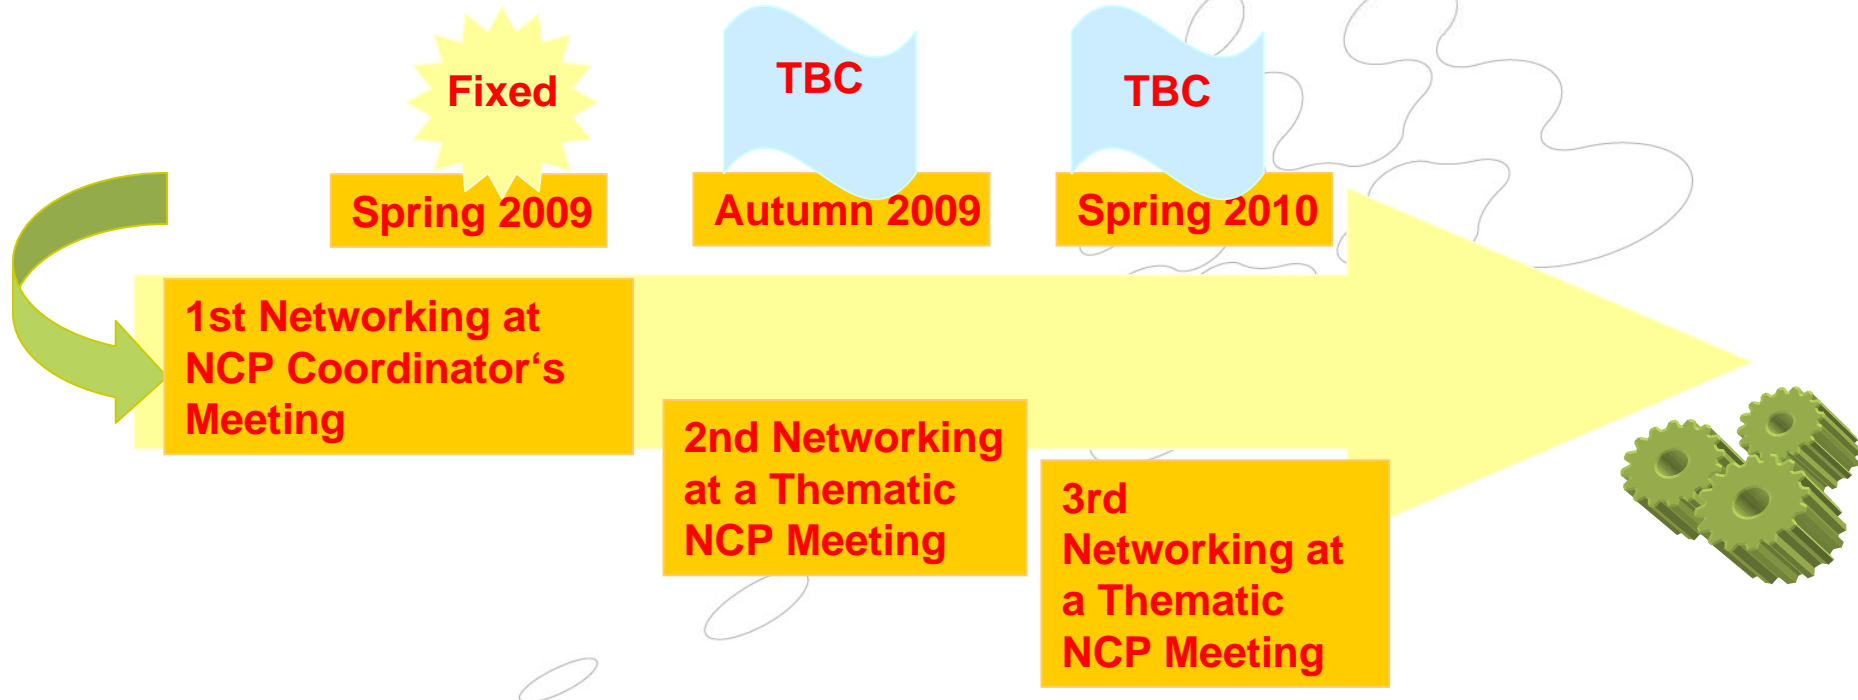 Fixed
TBC
TBC
Spring 2009
Autumn 2009
Spring 2010
1st Networking at
NCP Coordinator‘s
Meeting
2nd Networking
at a Thematic
NCP Meeting
3rd
Networking at
a Thematic
NCP Meeting